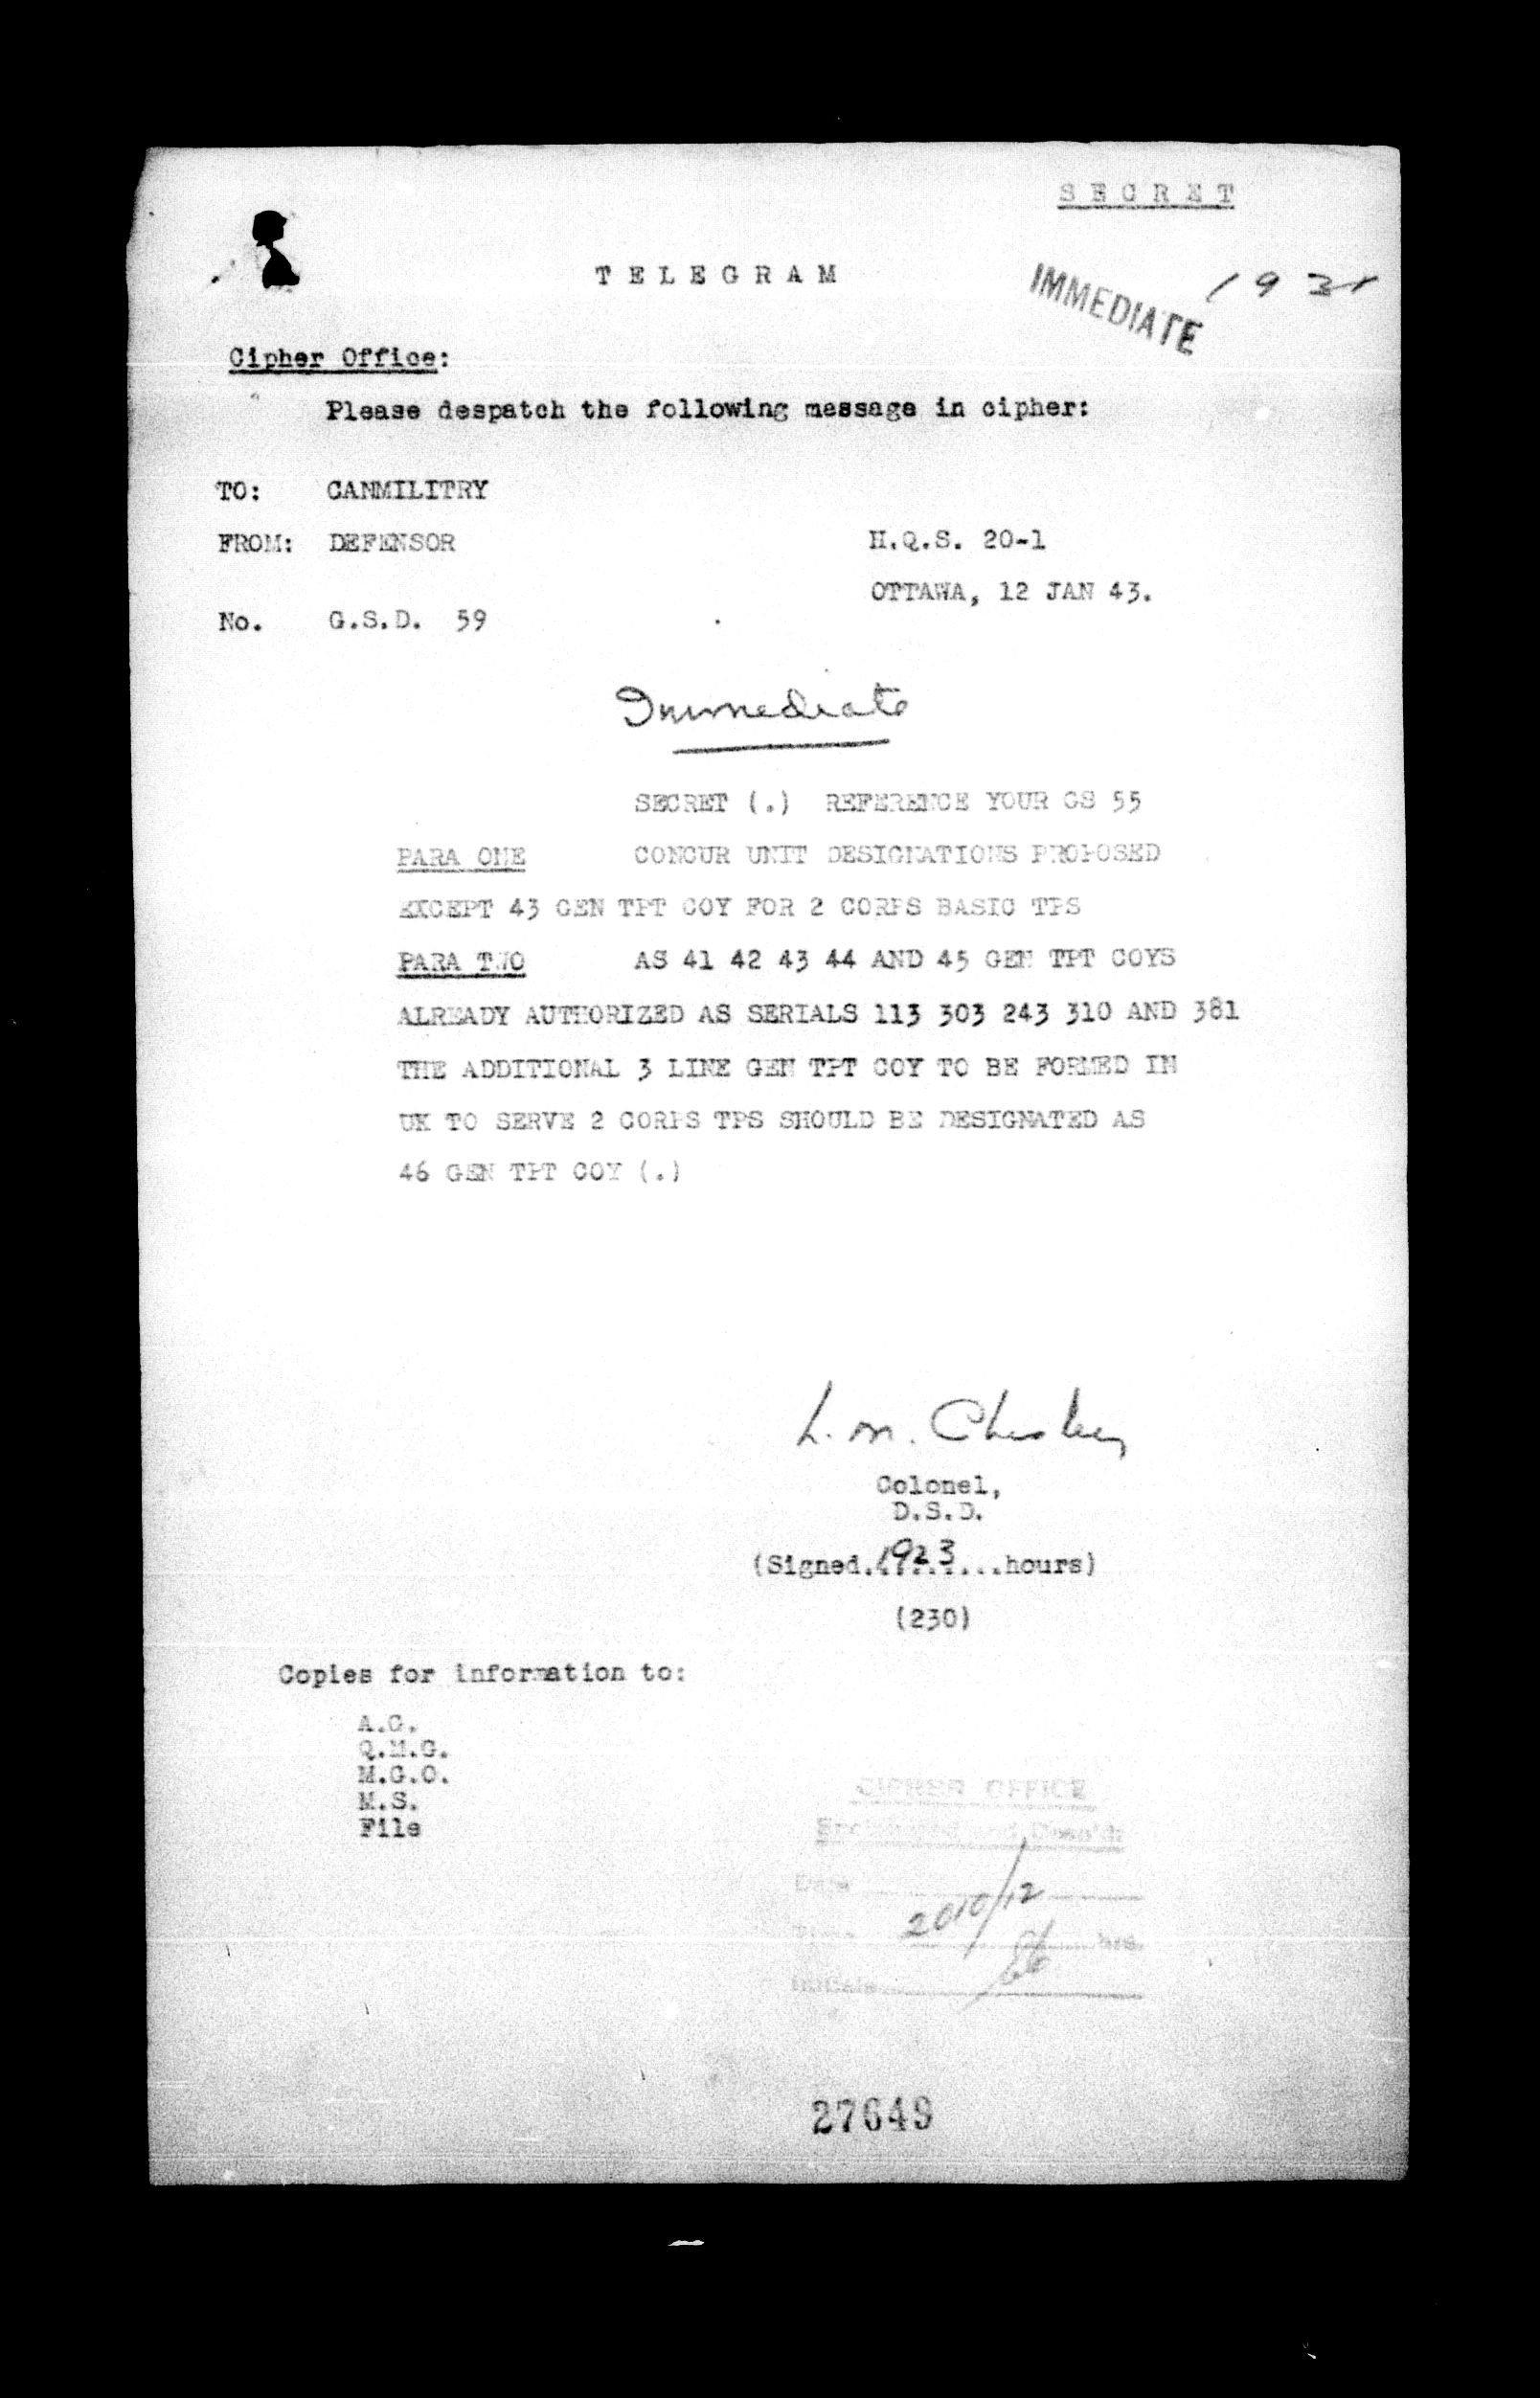 S E C R E T
T E L E G R A M
IMMEDIATE
1931
Cipher Office:
Please despatch the following message in cipher:
TO: CANMILITRY
FROM: DEFENSOR H.Q.S. 20-1
OTTAWA, 12 JAN 43.
No. G.S.D. 59
Immediate
SECRET (.) REFERENCE YOUR GS 55
PARA ONE CONCUR UNIT DESIGNATIONS PROPOSED
EXCEPT 43 GEN TPT COY FOR 2 CORPS BASIC TPS
PARA TWO AS 41 42 43 44 AND 45 GEN TPT COYS
ALREADY AUTHORIZED AS SERIALS 113 303 243 310 AND 381
THE ADDITIONAL 3 LINE GEN TPT COY TO BE FORMED IN
UK TO SERVE 2 CORPS TPS SHOULD BE DESIGNATED AS
46 GEN TPT COY (.)
L. M. Chesley
Colonel,
D.S.D.
(Signed.1923...hours)
(230)
Copies for information to:
A.G.
Q.M.G.
M.G.O.
M.S.
File
CIPHER OFFICE
Date
2010/12
Time hrs.
Initials
27649